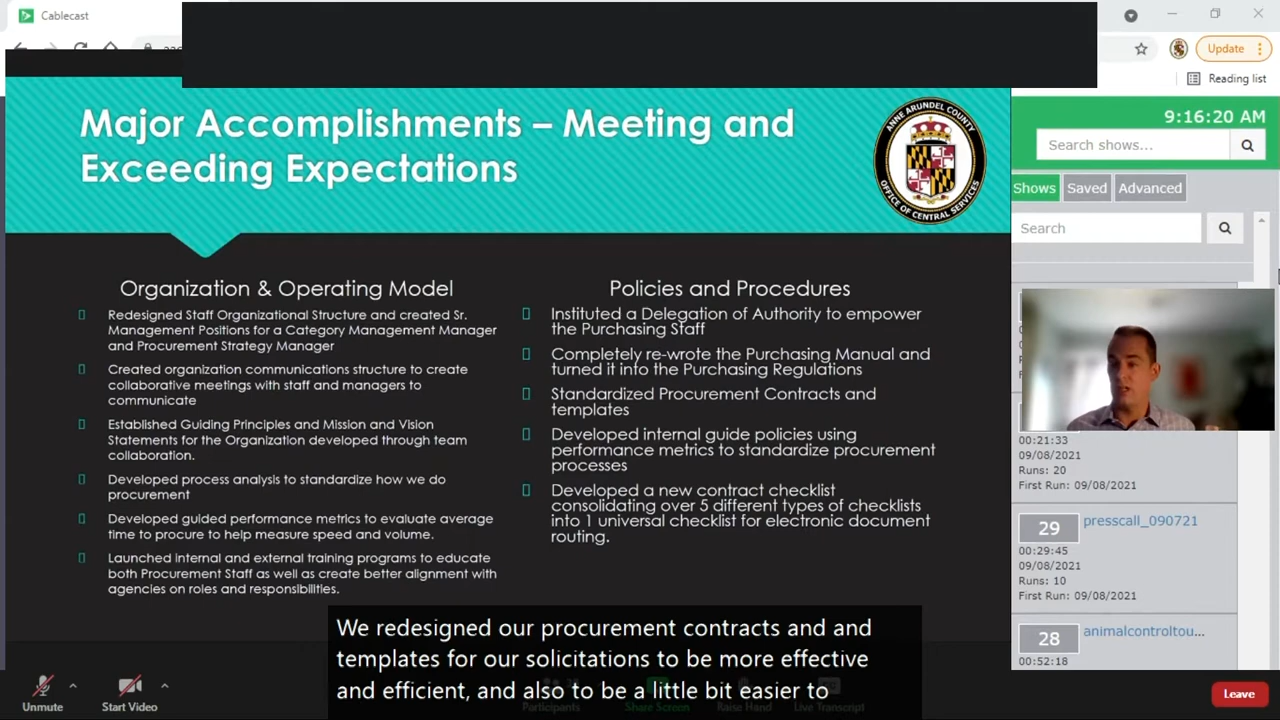 Cablecast
Update
Reading list
Major Accomplishments – Meeting and
Exceeding Expectations
ANNE ARUNDEL COUNTY
OFFICE OF CENTRAL SERVICES
9:16:20 AM
Search shows...
Shows
Saved
Advanced
Search
Organization & Operating Model
Redesigned Staff Organizational Structure and created Sr.
Management Positions for a Category Management Manager
and Procurement Strategy Manager
Created organization communications structure to create
collaborative meetings with staff and managers to
communicate
Established Guiding Principles and Mission and Vision
Statements for the Organization developed through team
collaboration.
Developed process analysis to standardize how we do
procurement
Developed guided performance metrics to evaluate average
time to procure to help measure speed and volume.
Launched internal and external training programs to educate
both Procurement Staff as well as create better alignment with
agencies on roles and responsibilities.
Policies and Procedures
Instituted a Delegation of Authority to empower
the Purchasing Staff
Completely re-wrote the Purchasing Manual and
turned it into the Purchasing Regulations
Standardized Procurement Contracts and
templates
Developed internal guide policies using
performance metrics to standardize procurement
processes
Developed a new contract checklist
consolidating over 5 different types of checklists
into 1 universal checklist for electronic document
routing.
00:21:33
09/08/2021
Runs: 20
First Run: 09/08/2021
29
presscall_090721
00:29:45
09/08/2021
Runs: 10
First Run: 09/08/2021
28
animalcontroltou...
00:52:18
We redesigned our procurement contracts and and
templates for our solicitations to be more effective
and efficient, and also to be a little bit easier to
Unmute
Start Video
Participants
Share Screen
Raise Hand
Live Transcript
Leave